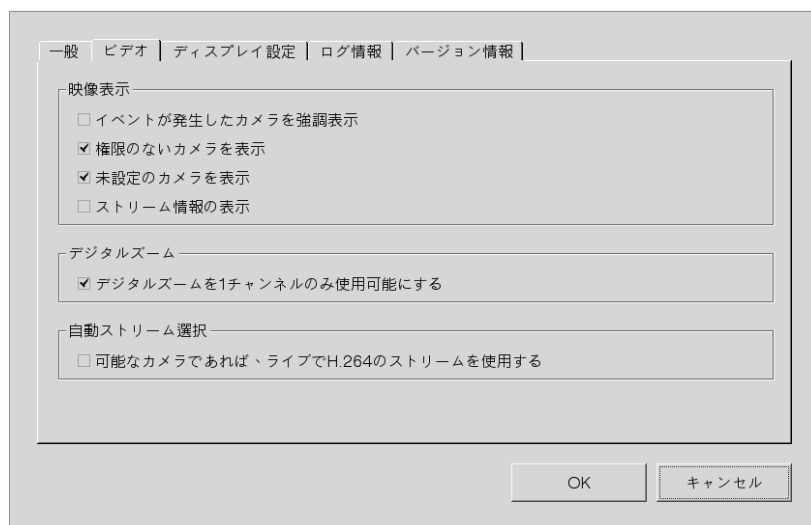 一般 ビデオ ディスプレイ設定 ログ情報 バージョン情報
映像表示
イベントが発生したカメラを強調表示
権限のないカメラを表示
未設定のカメラを表示
ストリーム情報の表示
デジタルズーム
デジタルズームを1チャンネルのみ使用可能にする
自動ストリーム選択
可能なカメラであれば、ライブでH.264のストリームを使用する
OK キャンセル